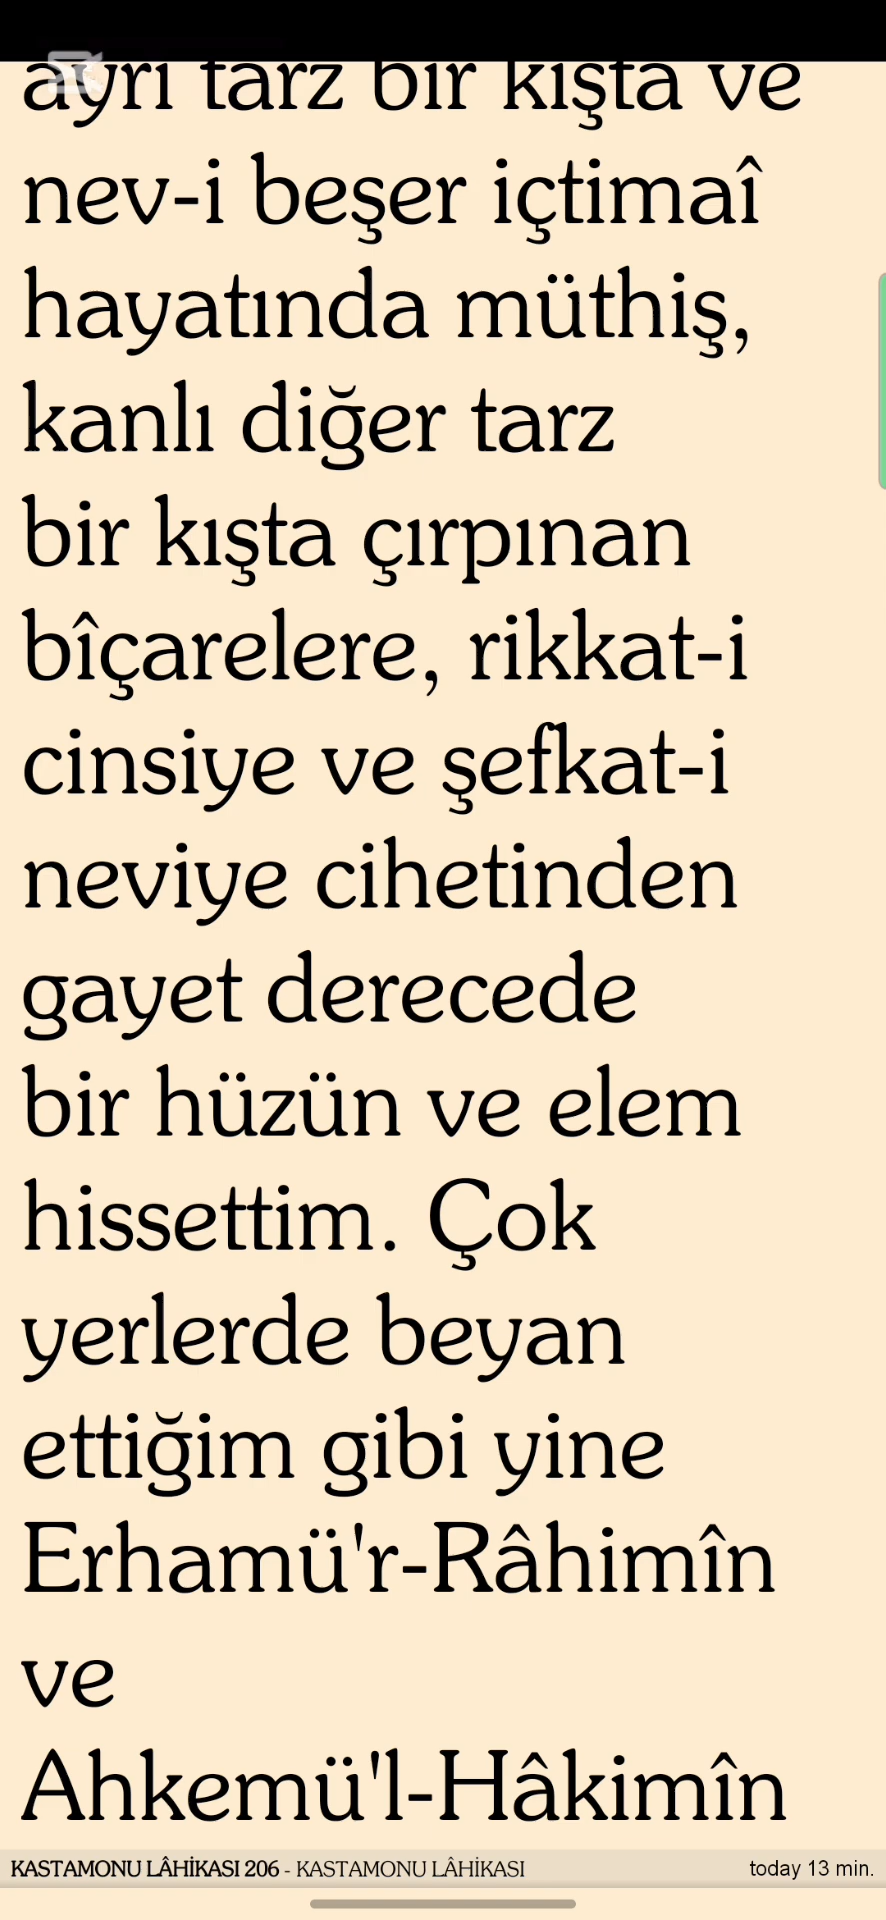 ayrı tarz bir kışta ve
nev-i beşer içtimaî
hayatında müthiş,
kanlı diğer tarz
bir kışta çırpınan
bîçarelere, rikkat-i
cinsiye ve şefkat-i
neviye cihetinden
gayet derecede
bir hüzün ve elem
hissettim. Çok
yerlerde beyan
ettiğim gibi yine
Erhamü'r-Râhimîn
ve
Ahkemü'l-Hâkimîn
KASTAMONU LÂHİKASI 206 - KASTAMONU LÂHİKASI today 13 min.